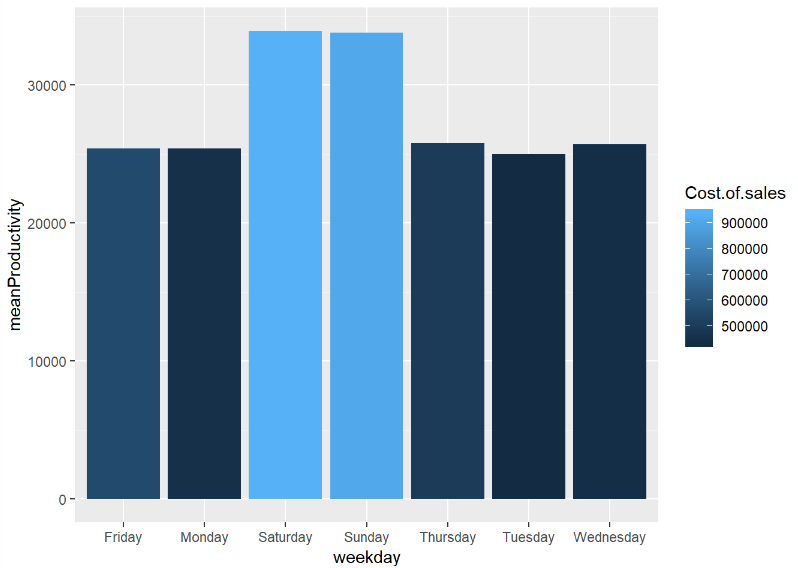 30000
20000
10000
0
meanProductivity
Friday Monday Saturday Sunday Thursday Tuesday Wednesday
weekday
Cost.of.sales
900000
800000
700000
600000
500000